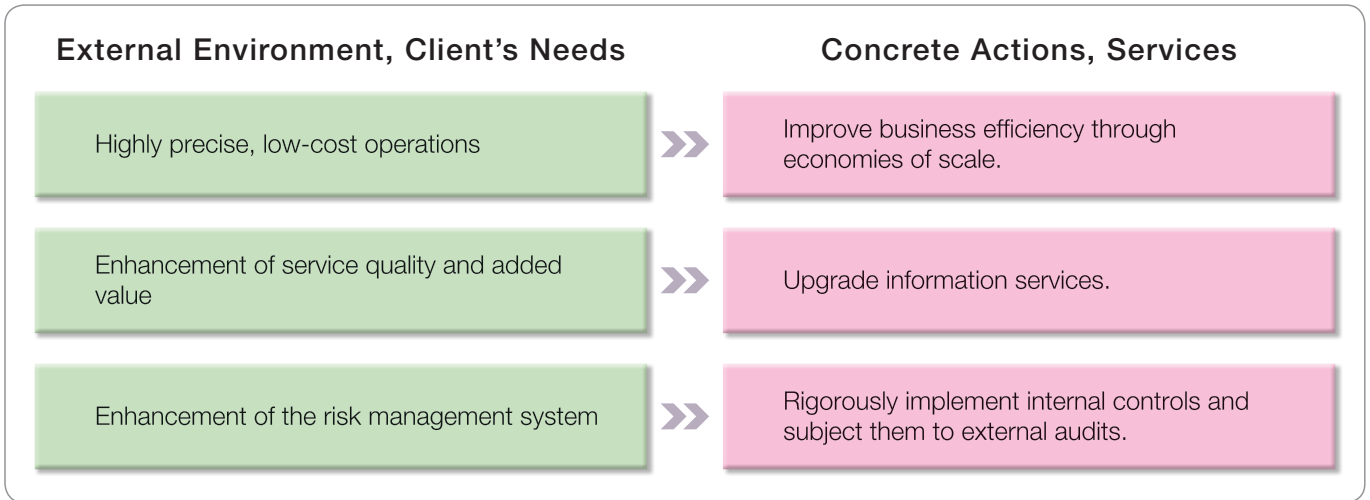 External Environment, Client’s Needs
Concrete Actions, Services
Highly precise, low-cost operations
Improve business efficiency through
economies of scale.
Enhancement of service quality and added
value
Upgrade information services.
Enhancement of the risk management system
Rigorously implement internal controls and
subject them to external audits.